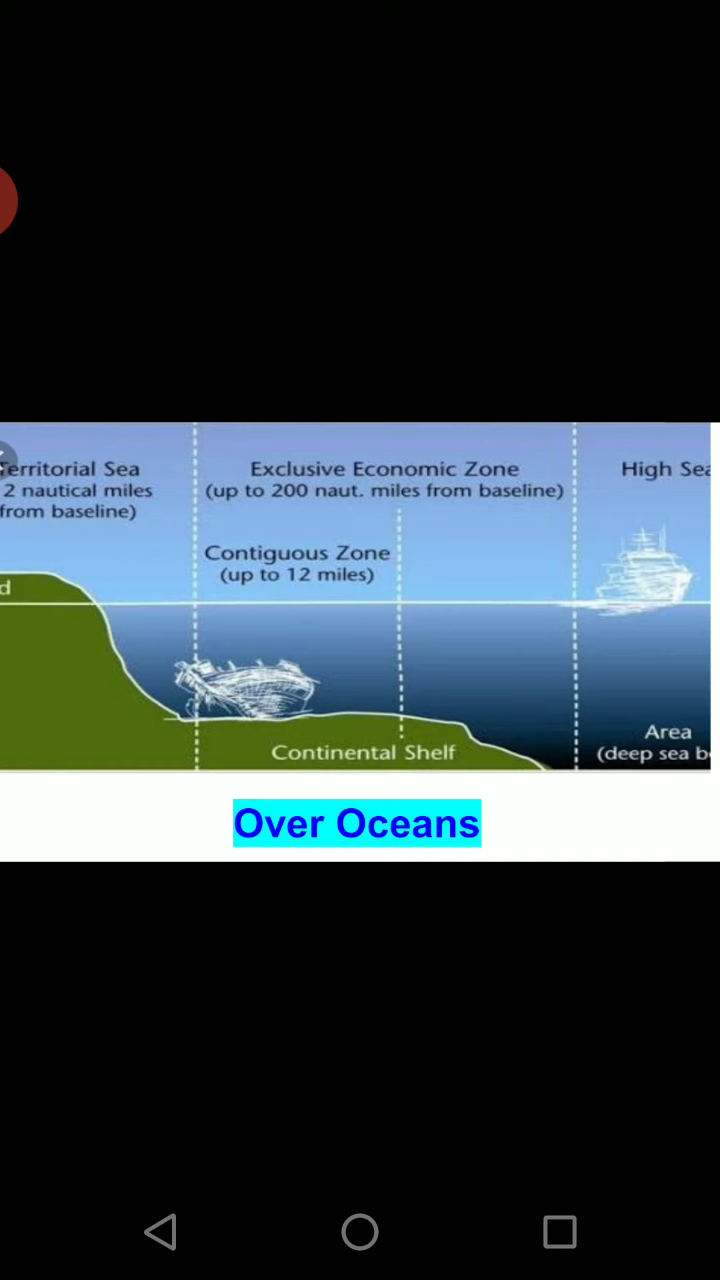 Territorial Sea
2 nautical miles
from baseline)
Exclusive Economic Zone
(up to 200 naut. miles from baseline)
High Sea
Contiguous Zone
(up to 12 miles)
d
Continental Shelf
Area
(deep sea b
Over Oceans